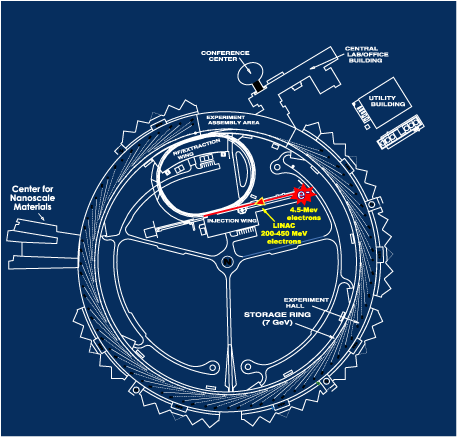 CONFERENCE
CENTER
CENTRAL
LAB/OFFICE
BUILDING
UTILITY
BUILDING
EXPERIMENT
ASSEMBLY AREA
RF/EXTRACTION
WING
Center for
Nanoscale
Materials
e-
4.5-Mev
electrons
INJECTION WING
LINAC
200-450 MeV
electrons
EXPERIMENT
HALL
STORAGE RING
(7 GeV)